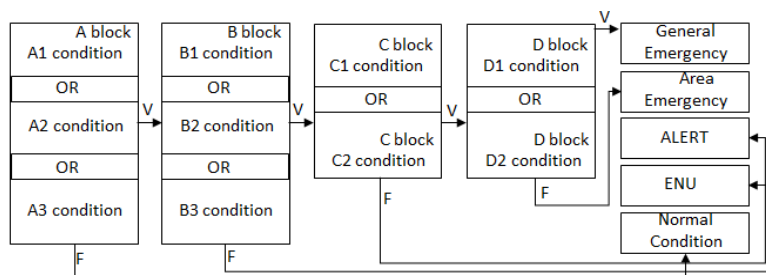 A block
A1 condition
OR
A2 condition
OR
A3 condition
F
V
B block
B1 condition
OR
B2 condition
OR
B3 condition
F
V
C block
C1 condition
OR
C block
C2 condition
F
V
D block
D1 condition
OR
D block
D2 condition
F
V
General
Emergency
Area
Emergency
ALERT
ENU
Normal
Condition